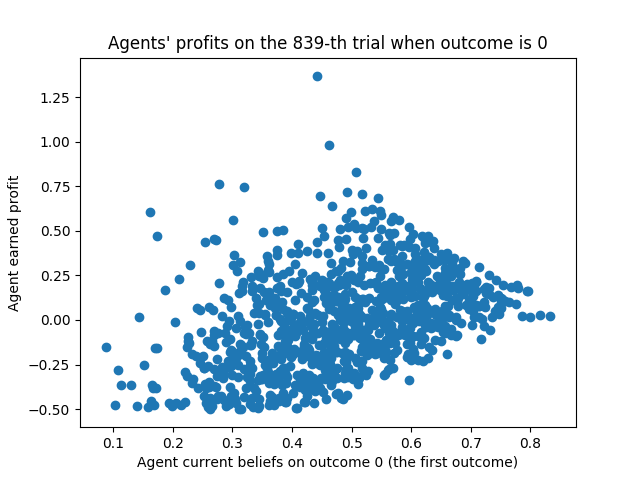 Agents' profits on the 839-th trial when outcome is 0
1.25
1.00
0.75
0.50
0.25
0.00
−0.25
−0.50
Agent earned profit
0.1 0.2 0.3 0.4 0.5 0.6 0.7 0.8
Agent current beliefs on outcome 0 (the first outcome)